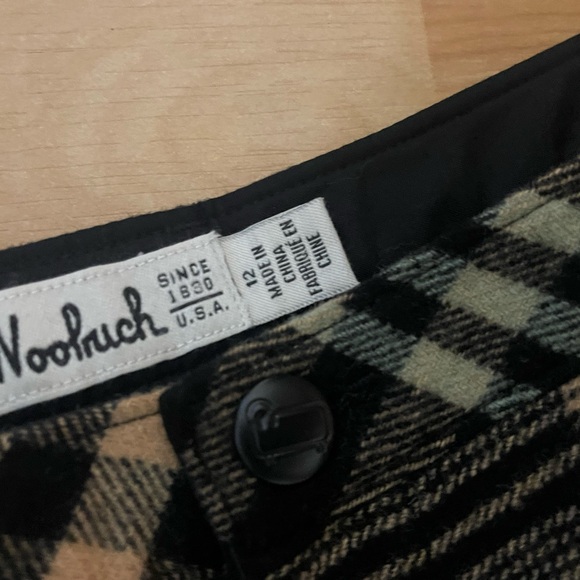 Woolrich
SINCE
1830
U.S.A.
12
MADE IN
CHINA
FABRIQUÉ EN
CHINE